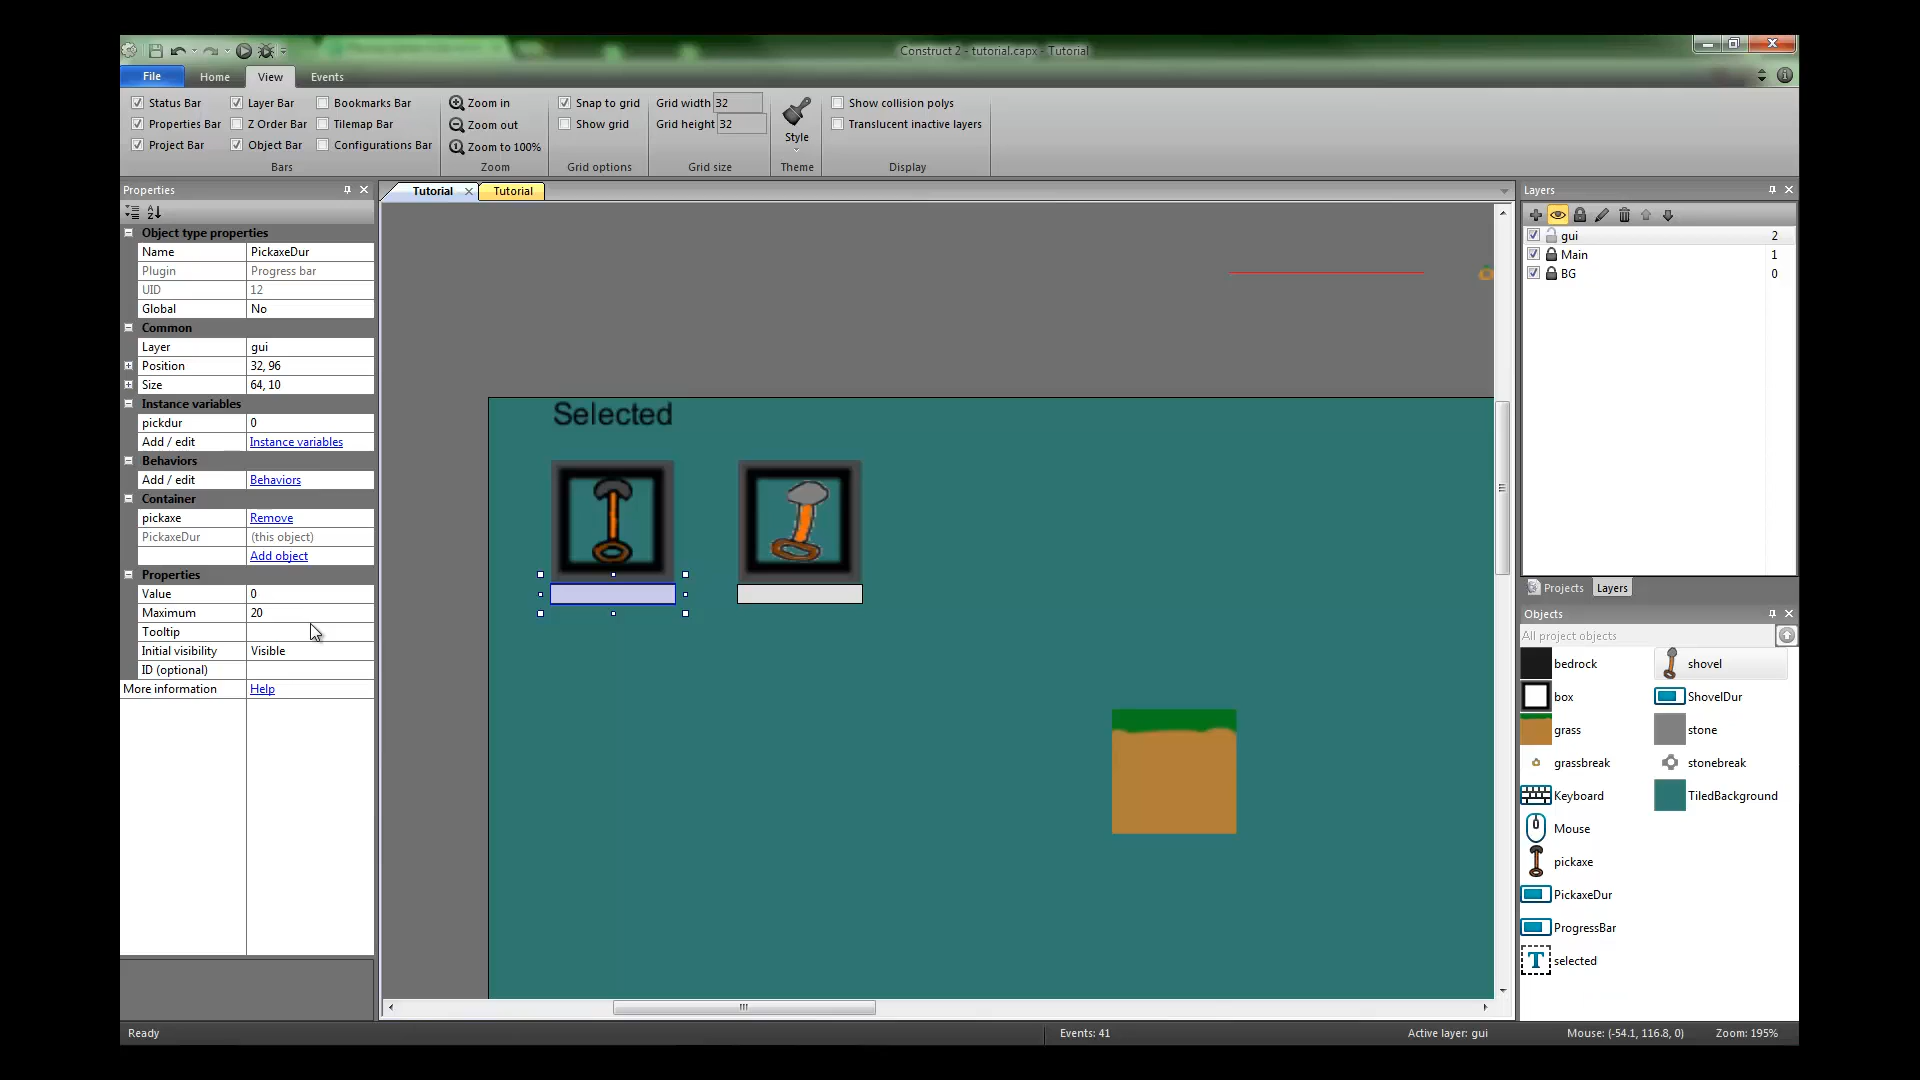 Construct 2 - tutorial.capx - Tutorial
File Home View Events
Status Bar Layer Bar Bookmarks Bar Zoom in Snap to grid Grid width 32 Show collision polys
Properties Bar Z Order Bar Tilemap Bar Zoom out Show grid Grid height 32 Style Translucent inactive layers
Project Bar Object Bar Configurations Bar Zoom to 100%
Bars Zoom Grid options Grid size Theme Display
Properties
Object type properties
Name PickaxeDur
Plugin Progress bar
UID 12
Global No
Common
Layer gui
Position 32, 96
Size 64, 10
Instance variables
pickdur 0
Add / edit Instance variables
Behaviors
Add / edit Behaviors
Container
pickaxe Remove
PickaxeDur (this object)
Add object
Properties
Value 0
Maximum 20
Tooltip
Initial visibility Visible
ID (optional)
More information Help
Tutorial Tutorial
Selected
Layers
gui 2
Main 1
BG 0
Projects Layers
Objects
All project objects
bedrock shovel
box ShovelDur
grass stone
grassbreak stonebreak
Keyboard TiledBackground
Mouse
pickaxe
PickaxeDur
ProgressBar
T selected
Ready Events: 41 Active layer: gui Mouse: (-54.1, 116.8, 0) Zoom: 195%